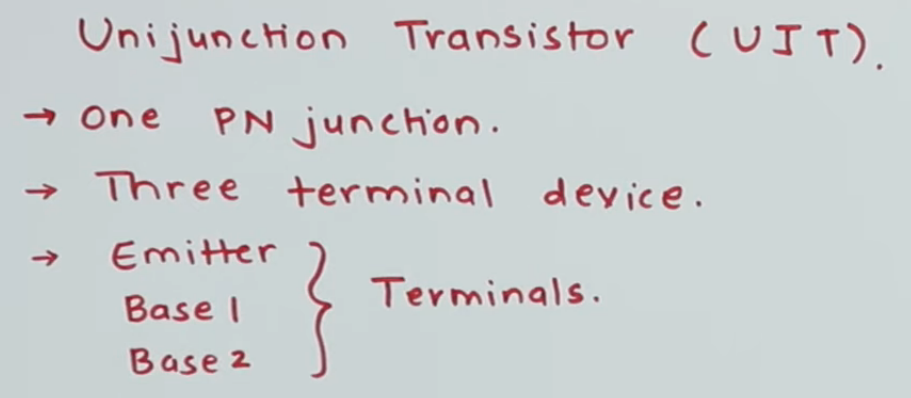 Unijunction Transistor (UJT).
→ One PN junction.
→ Three terminal device.
→ Emitter
Base 1
Base 2
} Terminals.